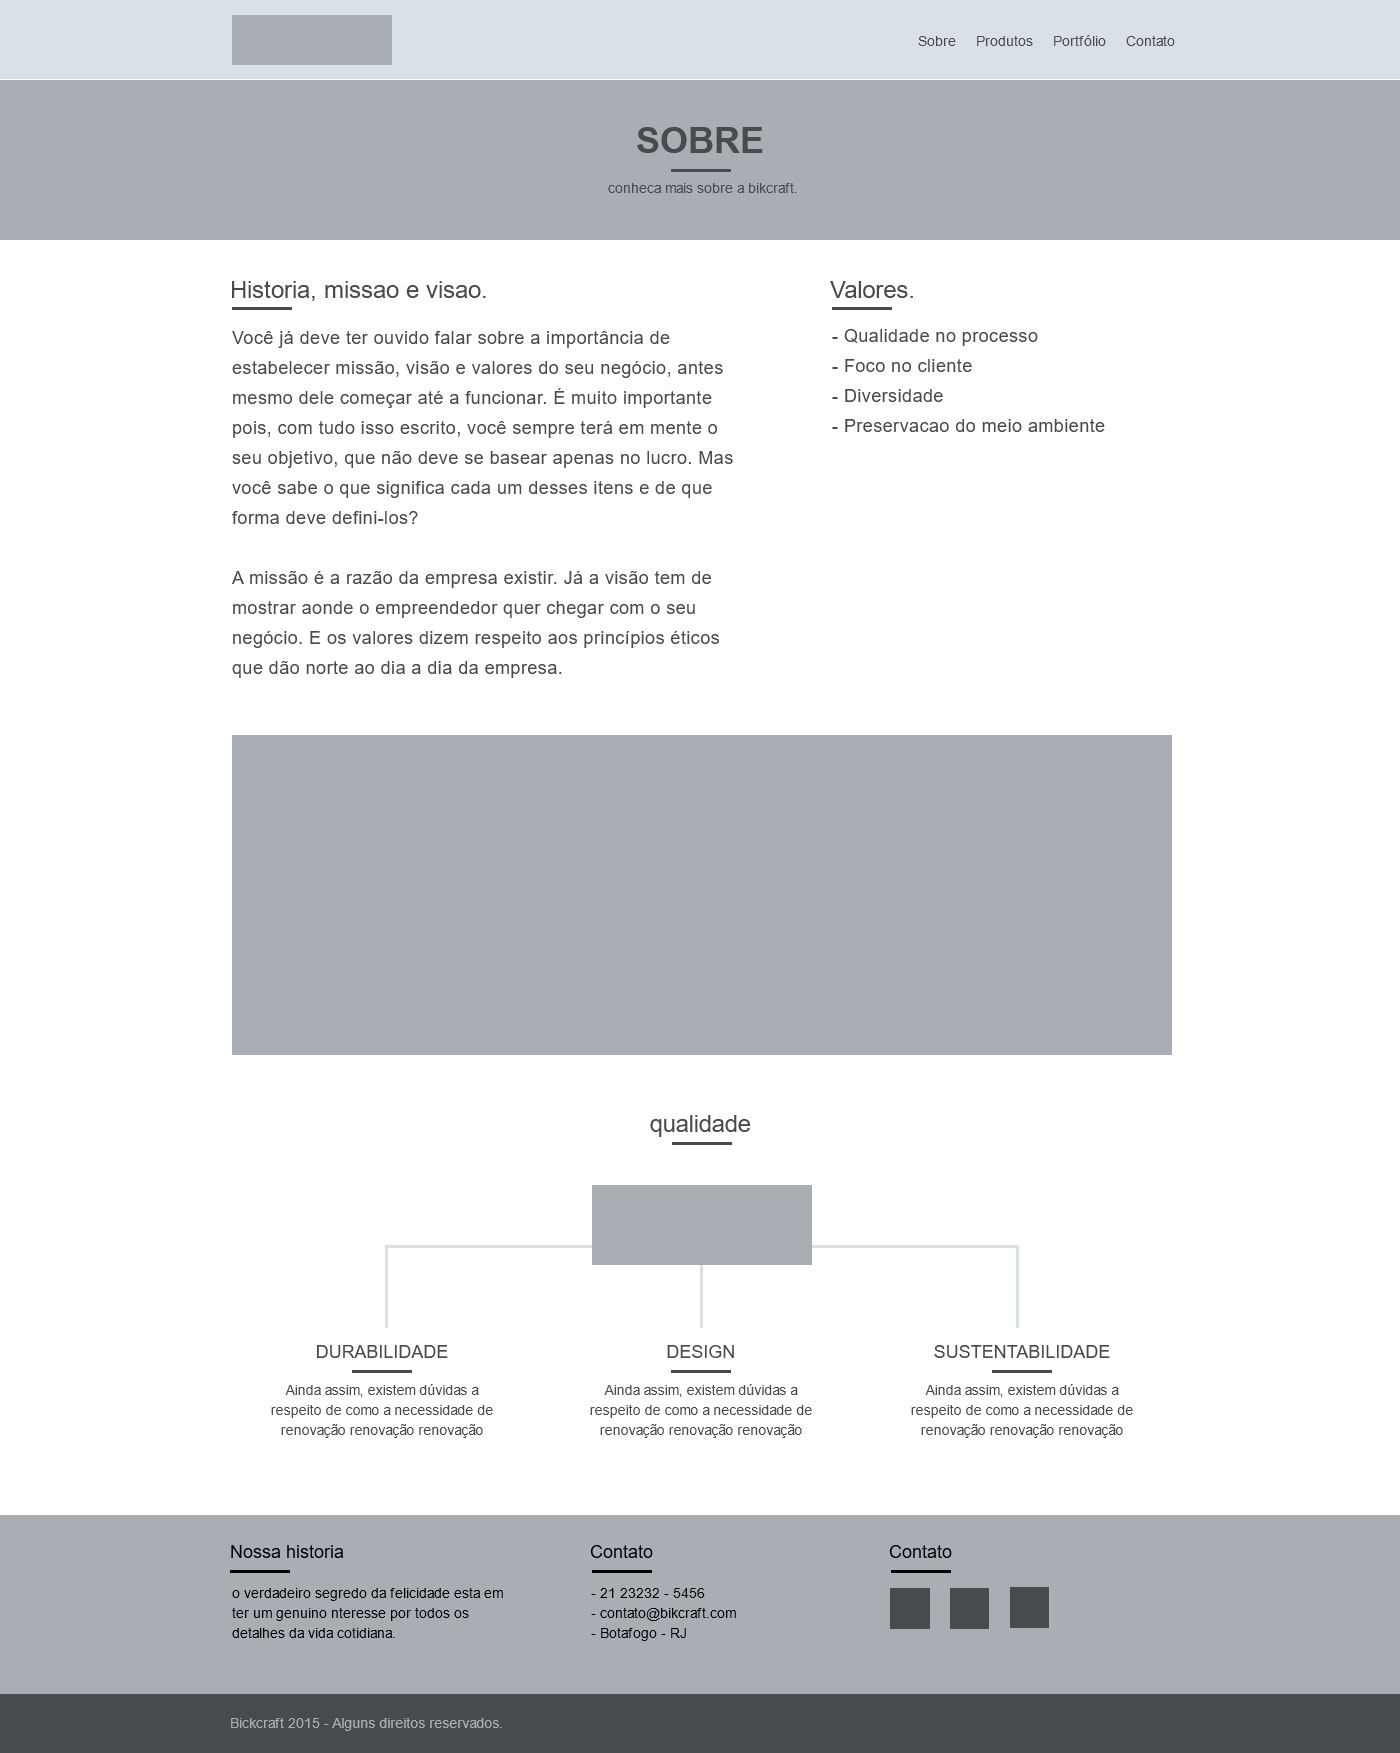 Sobre Produtos Portfólio Contato
SOBRE
conheca mais sobre a bikcraft.
Historia, missao e visao.
Você já deve ter ouvido falar sobre a importância de
estabelecer missão, visão e valores do seu negócio, antes
mesmo dele começar até a funcionar. É muito importante
pois, com tudo isso escrito, você sempre terá em mente o
seu objetivo, que não deve se basear apenas no lucro. Mas
você sabe o que significa cada um desses itens e de que
forma deve defini-los?
A missão é a razão da empresa existir. Já a visão tem de
mostrar aonde o empreendedor quer chegar com o seu
negócio. E os valores dizem respeito aos princípios éticos
que dão norte ao dia a dia da empresa.
Valores.
- Qualidade no processo
- Foco no cliente
- Diversidade
- Preservacao do meio ambiente
qualidade
DURABILIDADE
Ainda assim, existem dúvidas a
respeito de como a necessidade de
renovação renovação renovação
DESIGN
Ainda assim, existem dúvidas a
respeito de como a necessidade de
renovação renovação renovação
SUSTENTABILIDADE
Ainda assim, existem dúvidas a
respeito de como a necessidade de
renovação renovação renovação
Nossa historia
o verdadeiro segredo da felicidade esta em
ter um genuino nteresse por todos os
detalhes da vida cotidiana.
Contato
- 21 23232 - 5456
- contato@bikcraft.com
- Botafogo - RJ
Contato
Bickcraft 2015 - Alguns direitos reservados.